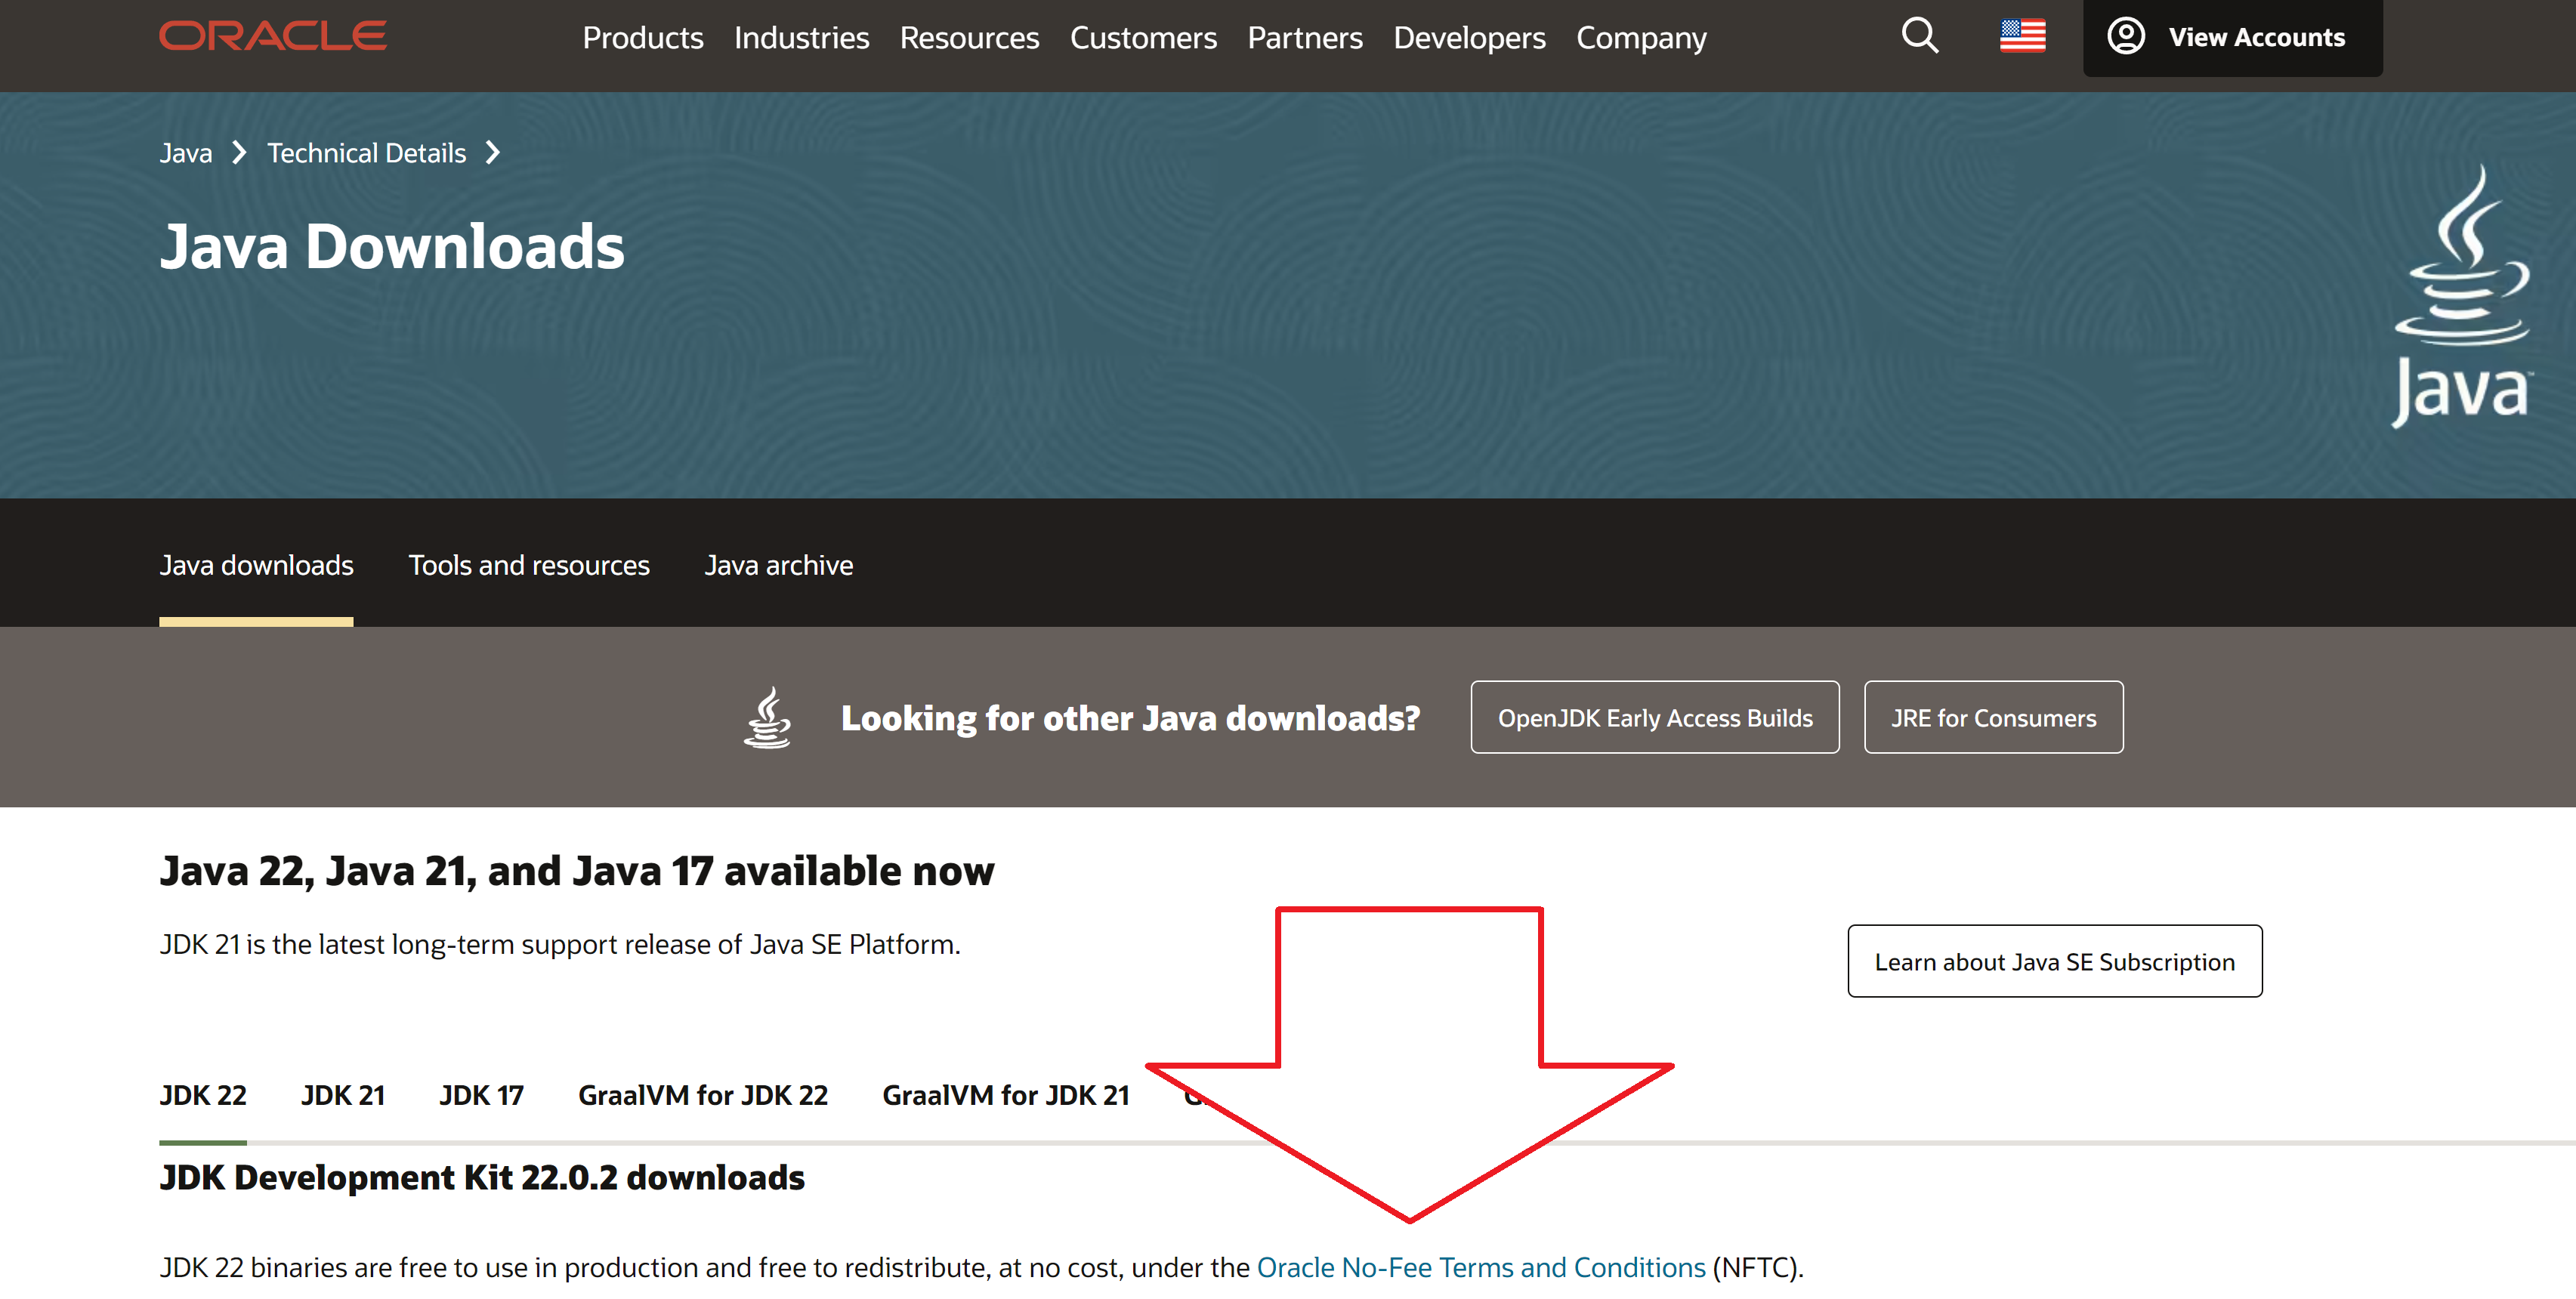 ORACLE Products Industries Resources Customers Partners Developers Company View Accounts
Java Technical Details
Java Downloads
Java
Java downloads Tools and resources Java archive
Looking for other Java downloads? OpenJDK Early Access Builds JRE for Consumers
Java 22, Java 21, and Java 17 available now
JDK 21 is the latest long-term support release of Java SE Platform.
Learn about Java SE Subscription
JDK 22 JDK 21 JDK 17 GraalVM for JDK 22 GraalVM for JDK 21
JDK Development Kit 22.0.2 downloads
JDK 22 binaries are free to use in production and free to redistribute, at no cost, under the Oracle No-Fee Terms and Conditions (NFTC).